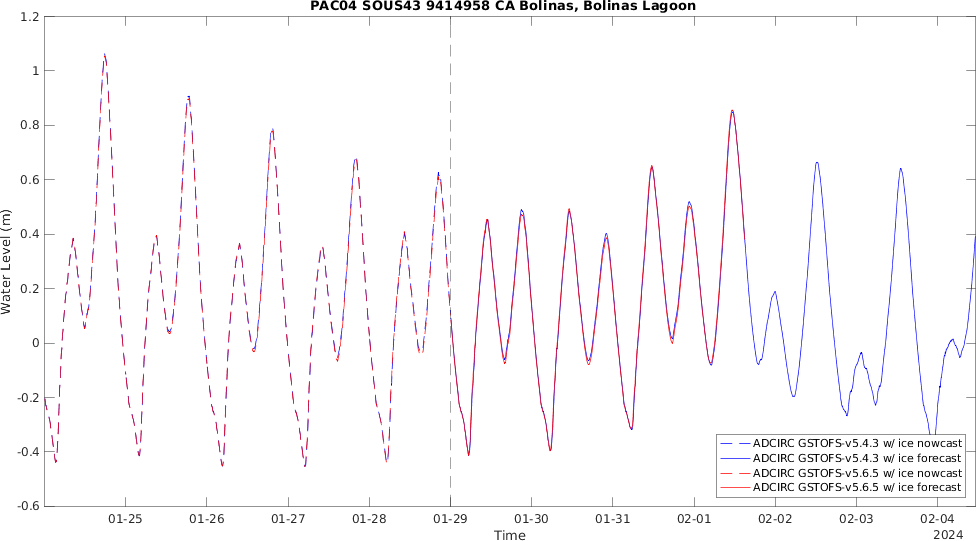 PAC04 SOUS43 9414958 CA Bolinas, Bolinas Lagoon
1.2
1
0.8
0.6
0.4
0.2
0
-0.2
-0.4
-0.6
Water Level (m)
ADCIRC GSTOFS-v5.4.3 w/ ice nowcast
ADCIRC GSTOFS-v5.4.3 w/ ice forecast
ADCIRC GSTOFS-v5.6.5 w/ ice nowcast
ADCIRC GSTOFS-v5.6.5 w/ ice forecast
01-25 01-26 01-27 01-28 01-29 01-30 01-31 02-01 02-02 02-03 02-04
2024
Time